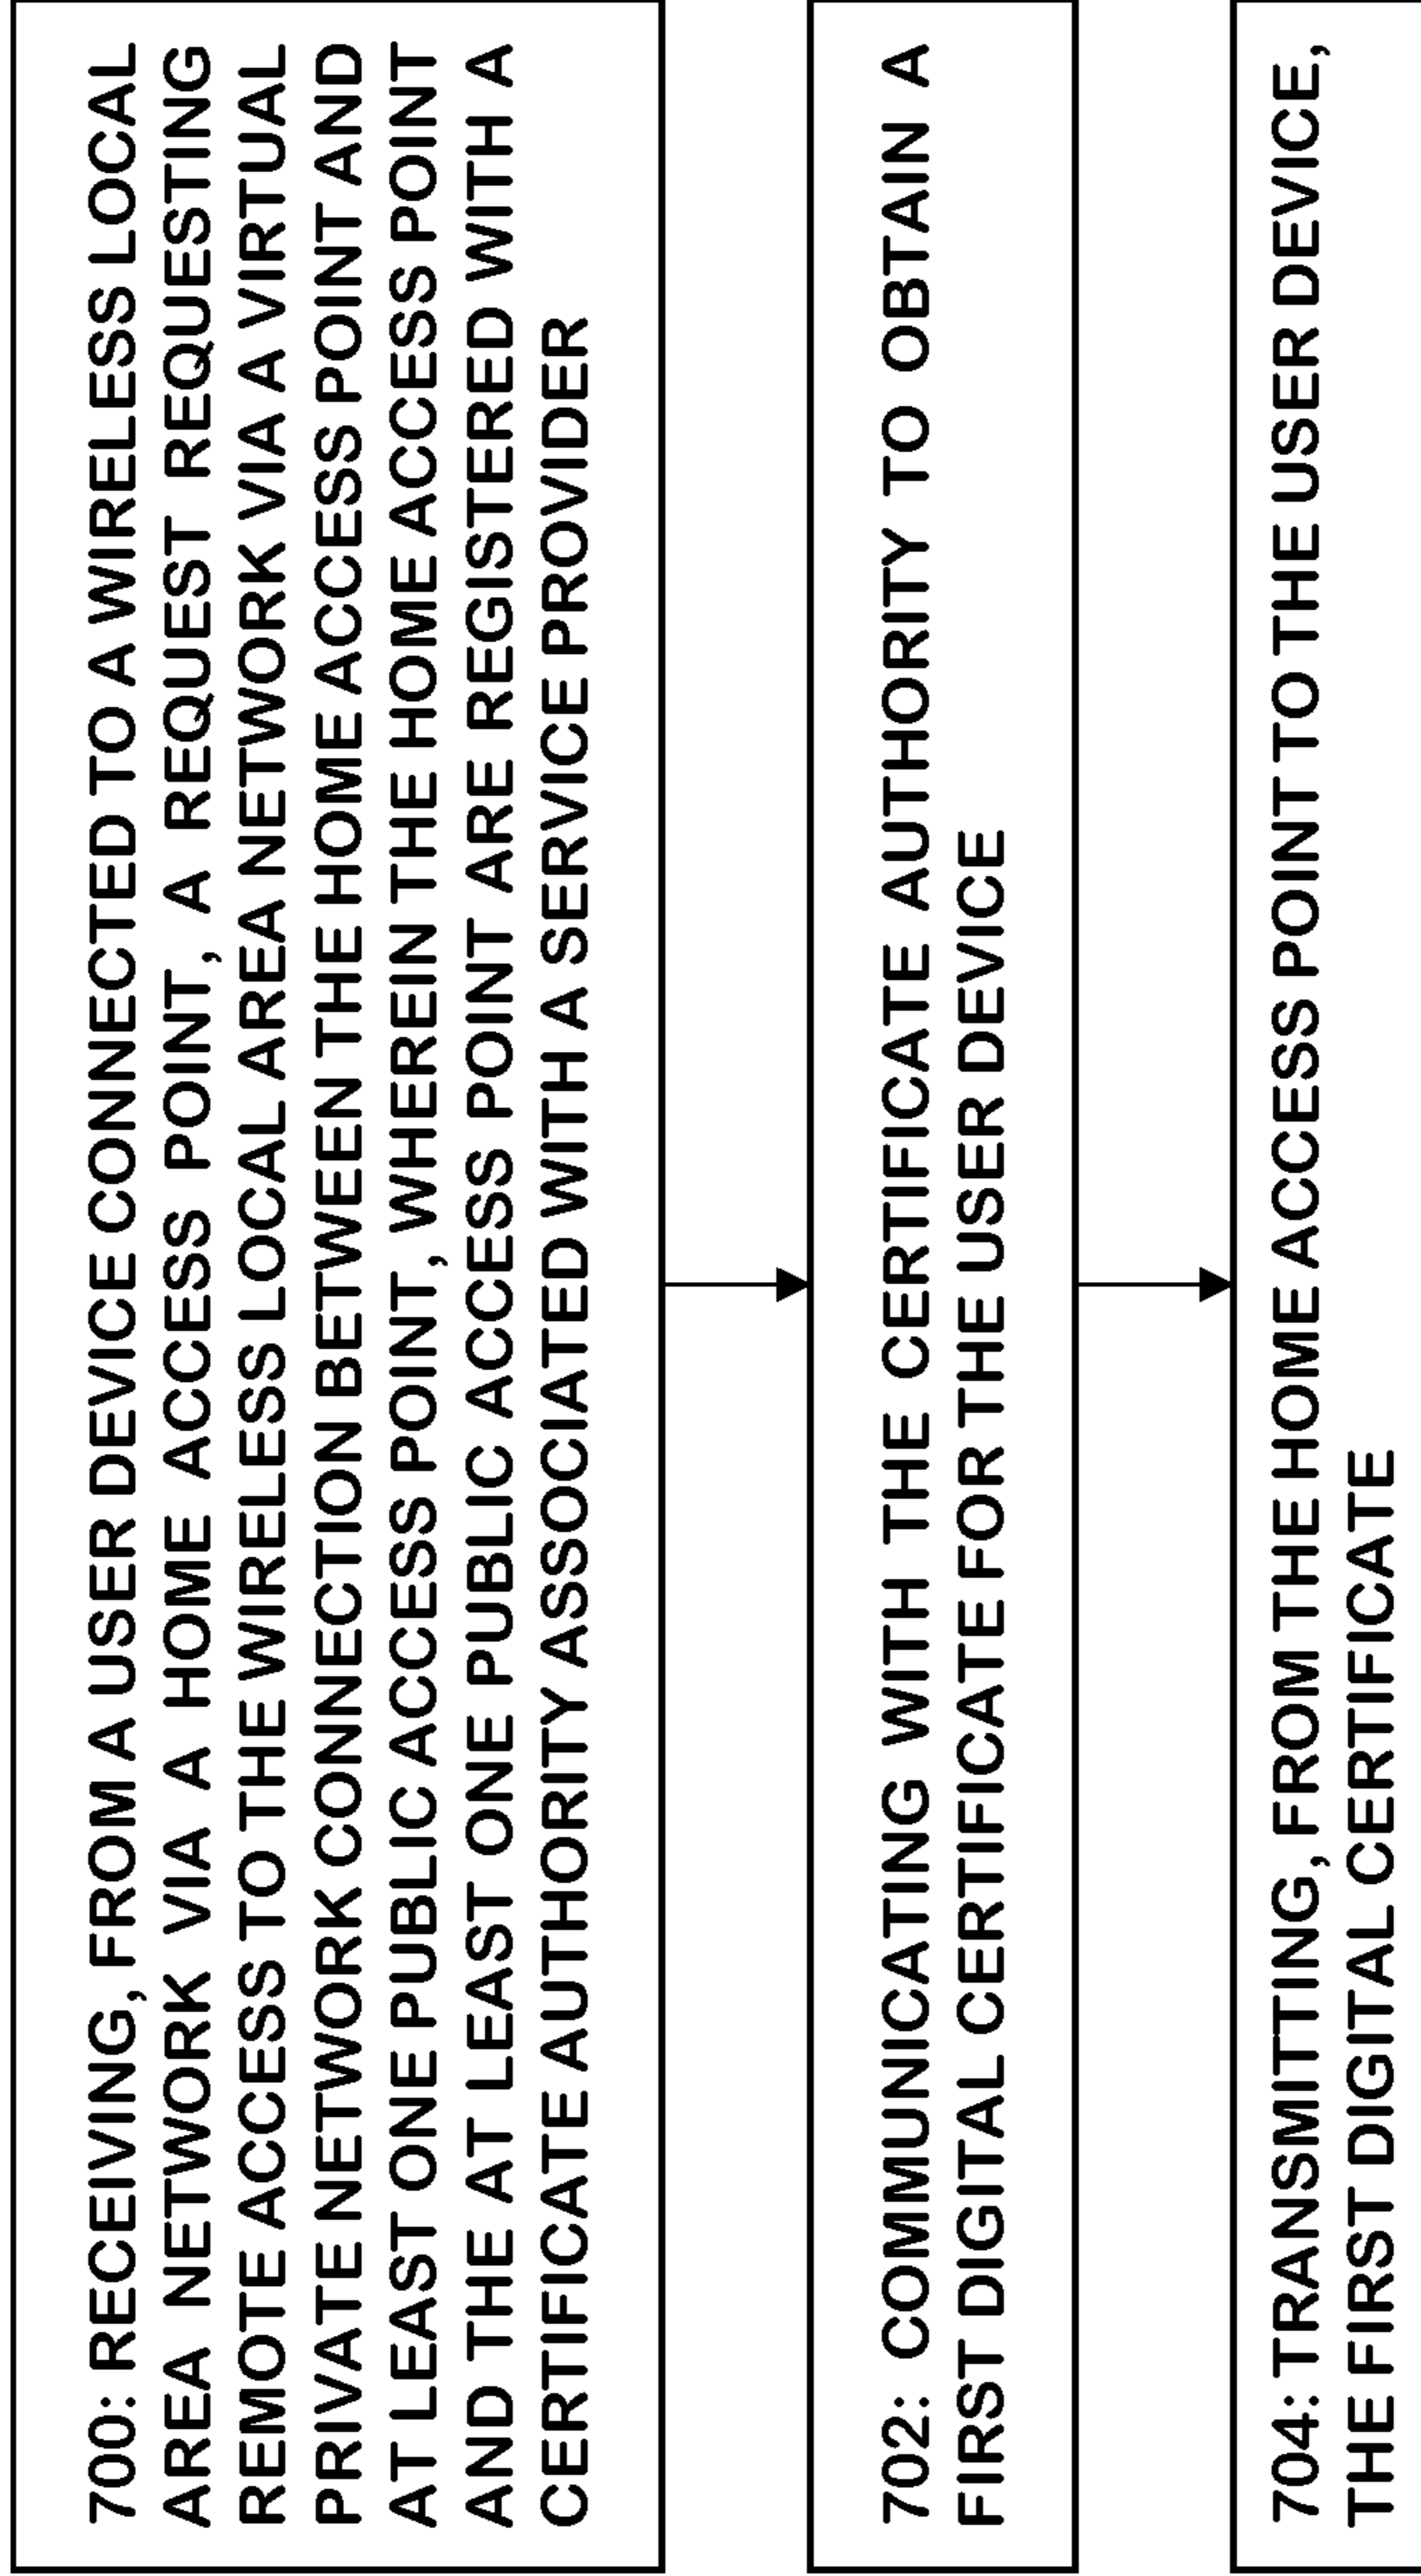 700: RECEIVING, FROM A USER DEVICE CONNECTED TO A WIRELESS LOCAL
AREA NETWORK VIA A HOME ACCESS POINT, A REQUEST REQUESTING
REMOTE ACCESS TO THE WIRELESS LOCAL AREA NETWORK VIA A VIRTUAL
PRIVATE NETWORK CONNECTION BETWEEN THE HOME ACCESS POINT AND
AT LEAST ONE PUBLIC ACCESS POINT, WHEREIN THE HOME ACCESS POINT
AND THE AT LEAST ONE PUBLIC ACCESS POINT ARE REGISTERED WITH A
CERTIFICATE AUTHORITY ASSOCIATED WITH A SERVICE PROVIDER
702: COMMUNICATING WITH THE CERTIFICATE AUTHORITY TO OBTAIN A
FIRST DIGITAL CERTIFICATE FOR THE USER DEVICE
704: TRANSMITTING, FROM THE HOME ACCESS POINT TO THE USER DEVICE,
THE FIRST DIGITAL CERTIFICATE